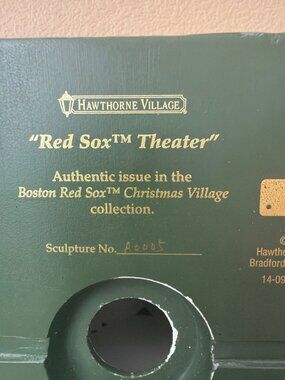 HAWTHORNE VILLAGE
"Red Sox™ Theater"
Authentic issue in the
Boston Red Sox™ Christmas Village
collection.
Sculpture No. A0005
©
Hawtho
Bradford
14-09